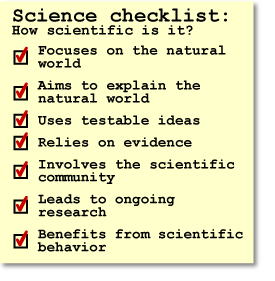 Science checklist:
How scientific is it?
Focuses on the natural
world
Aims to explain the
natural world
Uses testable ideas
Relies on evidence
Involves the scientific
community
Leads to ongoing
research
Benefits from scientific
behavior